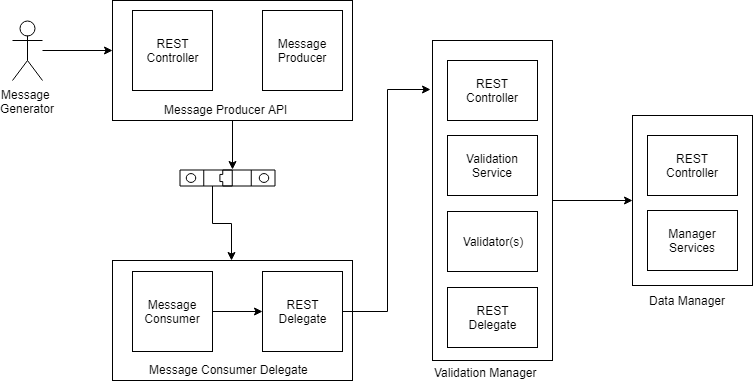 Message
Generator
REST
Controller
Message
Producer
Message Producer API
Message
Consumer
REST
Delegate
Message Consumer Delegate
REST
Controller
Validation
Service
Validator(s)
REST
Delegate
Validation Manager
REST
Controller
Manager
Services
Data Manager